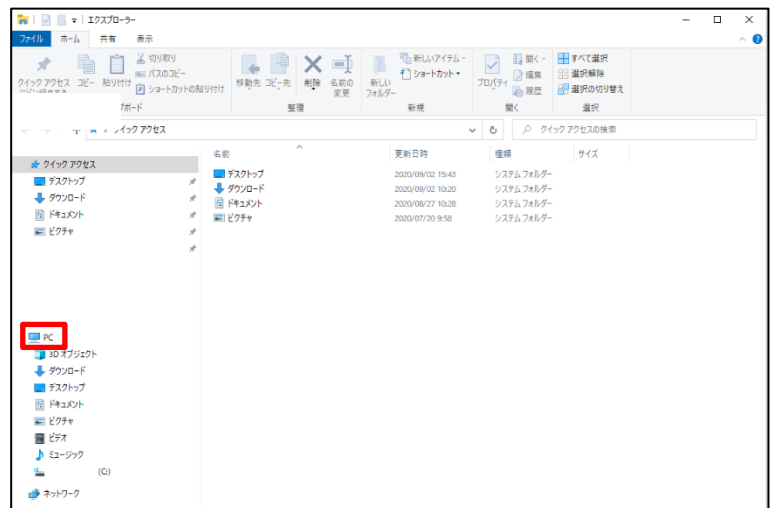 エクスプローラー
ファイル ホーム 共有 表示
クイック アクセス
コピー
貼り付け
切り取り
パスのコピー
ショートカットの貼り付け
移動先 コピー先 削除 名前の
変更
新しい
フォルダー
新しいアイテム
ショートカット
プロパティ
開く
編集
履歴
すべて選択
選択解除
選択の切り替え
整理 新規 開く 選択
クイック アクセス
クイック アクセスの検索
名前 更新日時 種類 サイズ
デスクトップ 2020/09/02 15:43 システム フォルダー
ダウンロード 2020/09/02 10:20 システム フォルダー
ドキュメント 2020/08/27 10:28 システム フォルダー
ピクチャ 2020/07/20 9:58 システム フォルダー
クイック アクセス
デスクトップ
ダウンロード
ドキュメント
ピクチャ
PC
3D オブジェクト
ダウンロード
デスクトップ
ドキュメント
ピクチャ
ビデオ
ミュージック
(C:)
ネットワーク